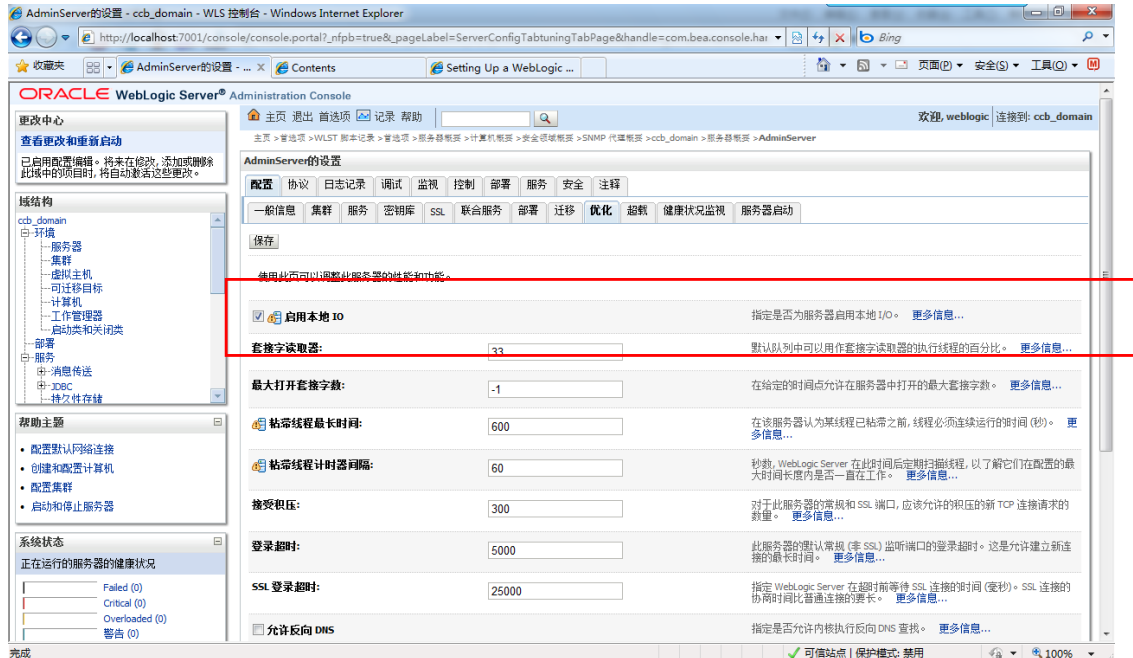 AdminServer的设置 - ccb_domain - WLS 控制台 - Windows Internet Explorer
http://localhost:7001/console/console.portal?_nfpb=true&_pageLabel=ServerConfigTabtuningTabPage&handle=com.bea.console.har
Bing
收藏夹
AdminServer的设置 - ... X
Contents
Setting Up a WebLogic ...
页面(P)
安全(S)
工具(O)
ORACLE WebLogic Server® Administration Console
更改中心
查看更改和重新启动
已启用配置编辑。将来在修改, 添加或删除
此域中的项目时, 将自动激活这些更改。
域结构
ccb_domain
环境
服务器
集群
虚拟主机
可迁移目标
计算机
工作管理器
启动类和关闭类
部署
服务
消息传送
JDBC
持久性存储
帮助主题
配置默认网络连接
创建和配置计算机
配置集群
启动和停止服务器
系统状态
正在运行的服务器的健康状况
Failed (0)
Critical (0)
Overloaded (0)
警告 (0)
主页 退出 首选项 记录 帮助
欢迎, weblogic 连接到: ccb_domain
主页 >首选项 >WLST 脚本记录 >首选项 >服务器概要 >计算机概要 >安全领域概要 >SNMP 代理概要 >ccb_domain >服务器概要 >AdminServer
AdminServer的设置
配置 协议 日志记录 调试 监视 控制 部署 服务 安全 注释
一般信息 集群 服务 密钥库 SSL 联合服务 部署 迁移 优化 超载 健康状况监视 服务器启动
保存
使用此页可以调整此服务器的性能和功能。
启用本地 IO 指定是否为服务器启用本地 I/O。 更多信息...
套接字读取器: 33 默认队列中可以用作套接字读取器的执行线程的百分比。 更多信息...
最大打开套接字数: -1 在给定的时间点允许在服务器中打开的最大套接字数。 更多信息...
粘滞线程最长时间: 600 在该服务器认为某线程已粘滞之前, 线程必须连续运行的时间 (秒)。 更
多信息...
粘滞线程计时器间隔: 60 秒数, WebLogic Server 在此时间后定期扫描线程, 以了解它们在配置的最
大时间长度内是否一直在工作。 更多信息...
接受积压: 300 对于此服务器的常规和 SSL 端口, 应该允许的积压的新 TCP 连接请求的
数量。 更多信息...
登录超时: 5000 此服务器的默认常规 (非 SSL) 监听端口的登录超时。这是允许建立新连
接的最长时间。 更多信息...
SSL 登录超时: 25000 指定 WebLogic Server 在超时前等待 SSL 连接的时间 (毫秒)。SSL 连接的
协商时间比普通连接的要长。 更多信息...
允许反向 DNS 指定是否允许内核执行反向 DNS 查找。 更多信息...
完成
可信站点 | 保护模式: 禁用
100%